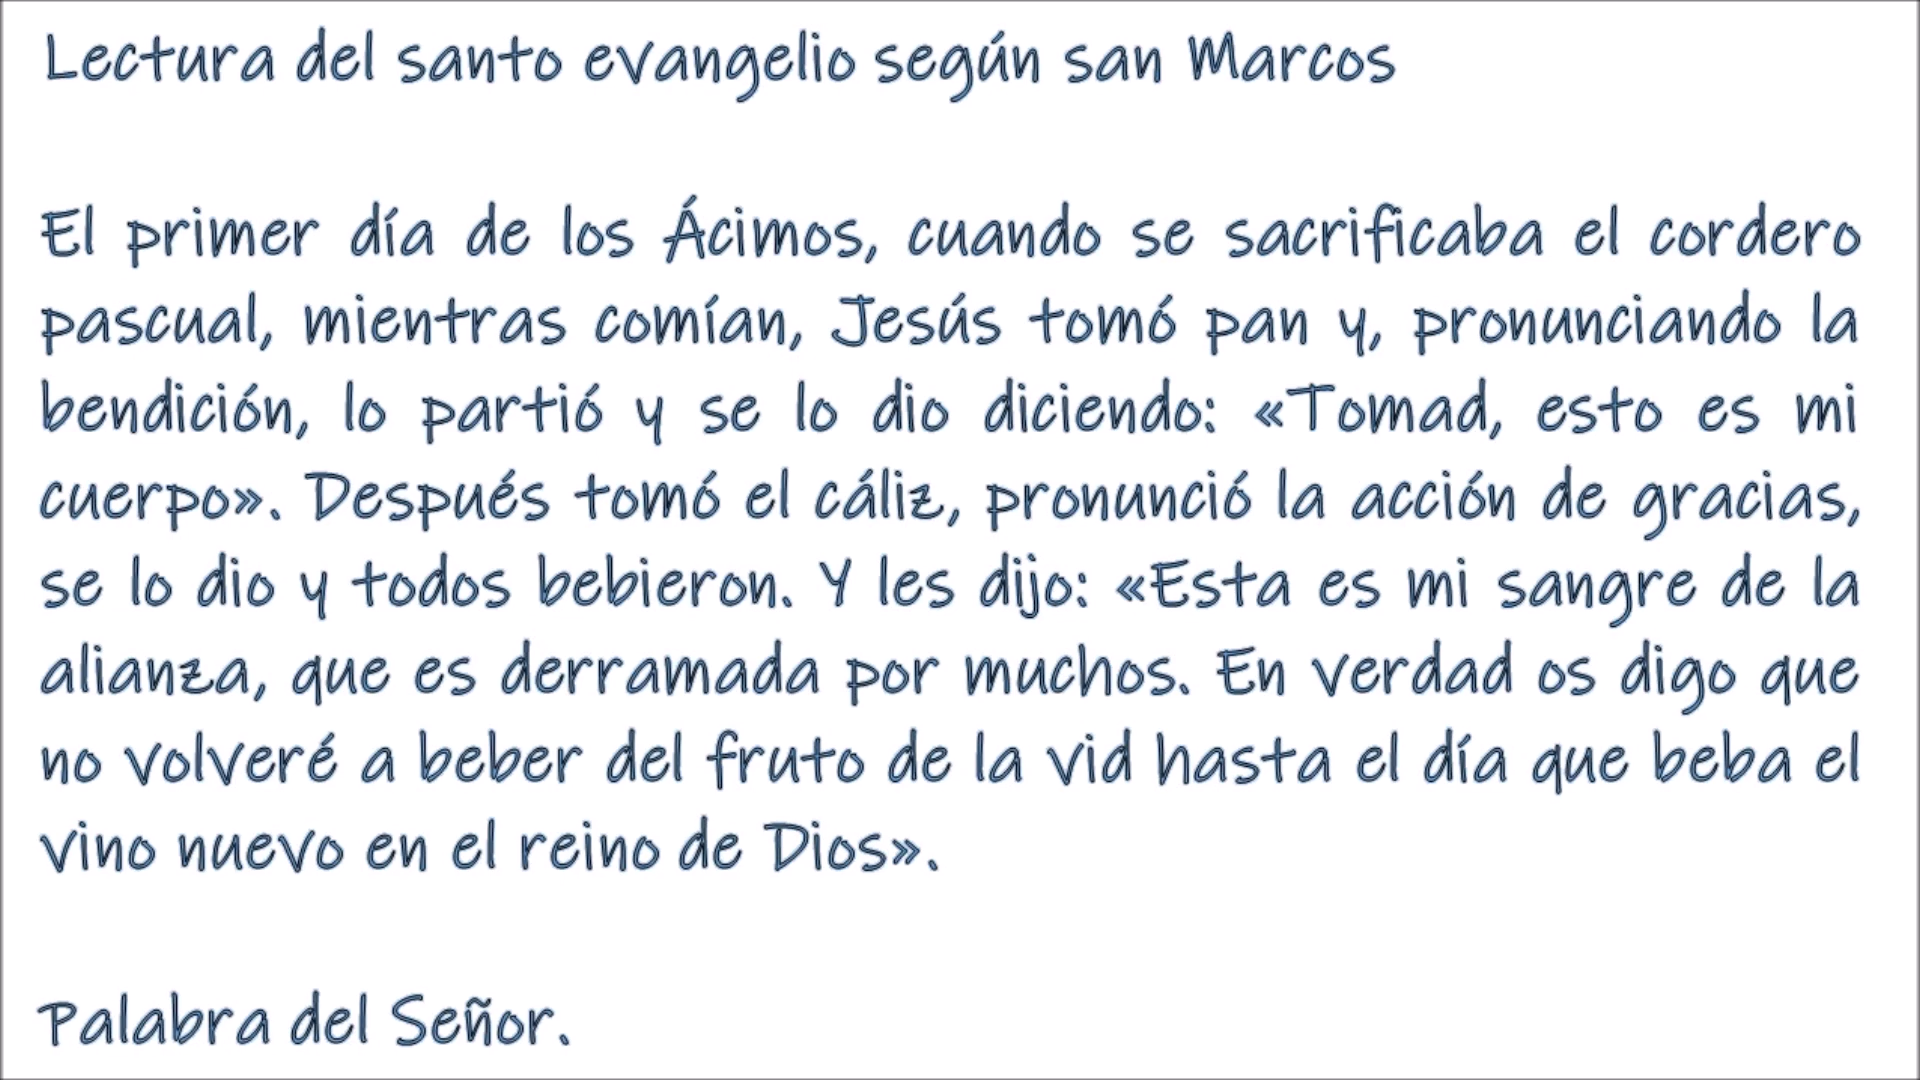 Lectura del santo evangelio según san Marcos
El primer día de los Ácimos, cuando se sacrificaba el cordero
pascual, mientras comían, Jesús tomó pan y, pronunciando la
bendición, lo partió y se lo dio diciendo: «Tomad, esto es mi
cuerpo». Después tomó el cáliz, pronunció la acción de gracias,
se lo dio y todos bebieron. Y les dijo: «Esta es mi sangre de la
alianza, que es derramada por muchos. En verdad os digo que
no volveré a beber del fruto de la vid hasta el día que beba el
vino nuevo en el reino de Dios».
Palabra del Señor.